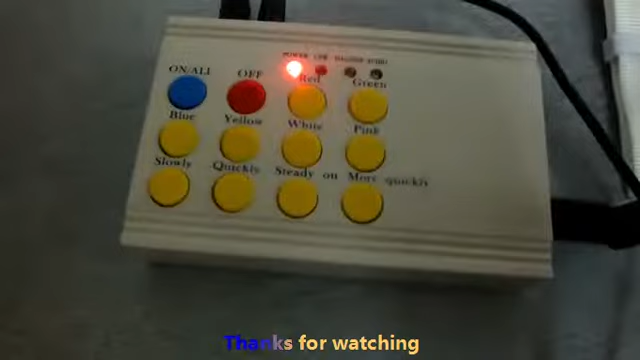 POWER
ON/ALL OFF Red Green
Blue Yellow White Pink
Slowly Quickly Steady on More quickly
Thanks for watching